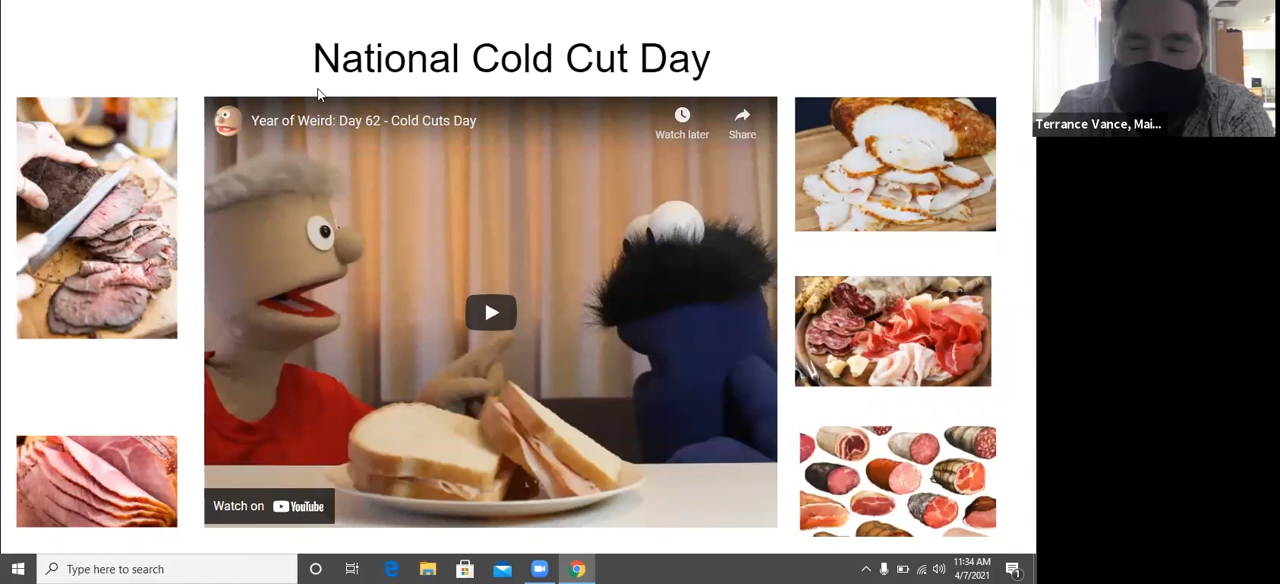 National Cold Cut Day
Year of Weird: Day 62 - Cold Cuts Day
Watch later
Share
Terrance Vance, Mai...
Watch on YouTube
Type here to search
11:34 AM
4/7/2021
1